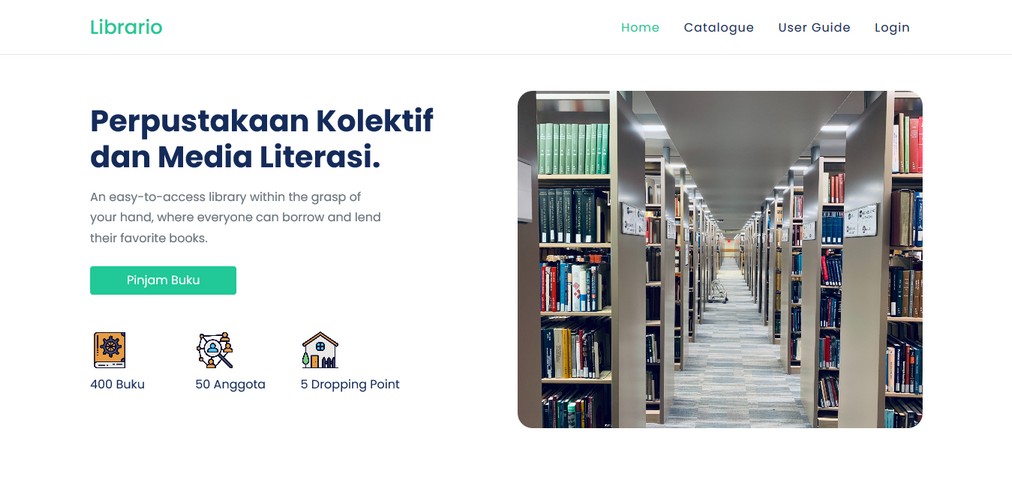 Librario
Home Catalogue User Guide Login
Perpustakaan Kolektif
dan Media Literasi.
An easy-to-access library within the grasp of
your hand, where everyone can borrow and lend
their favorite books.
Pinjam Buku
400 Buku 50 Anggota 5 Dropping Point